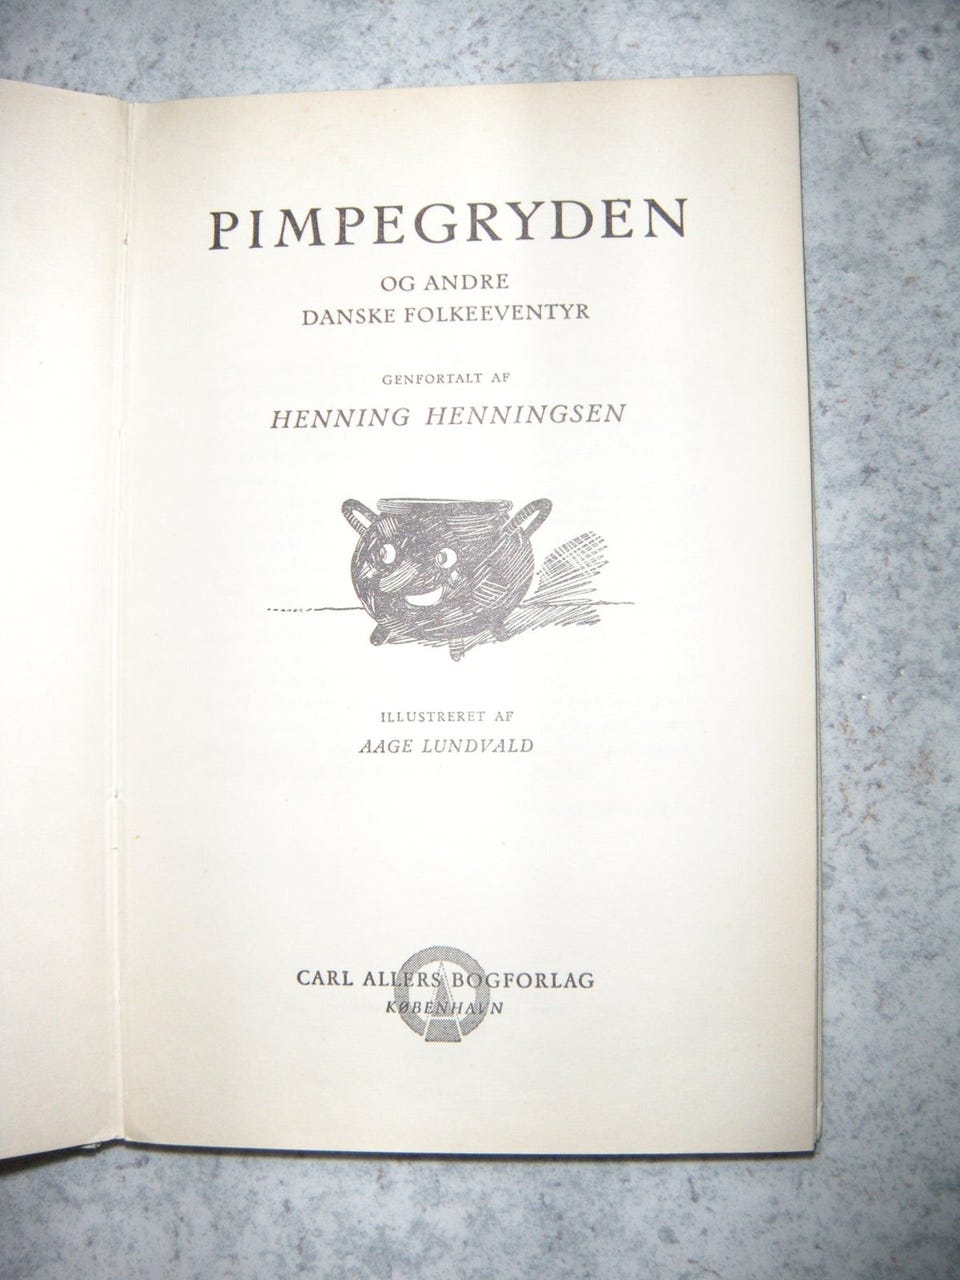 PIMPEGRYDEN
OG ANDRE
DANSKE FOLKEEVENTYR
GENFORTALT AF
HENNING HENNINGSEN
ILLUSTRERET AF
AAGE LUNDVALD
CARL ALLERS BOGFORLAG
KØBENHAVN